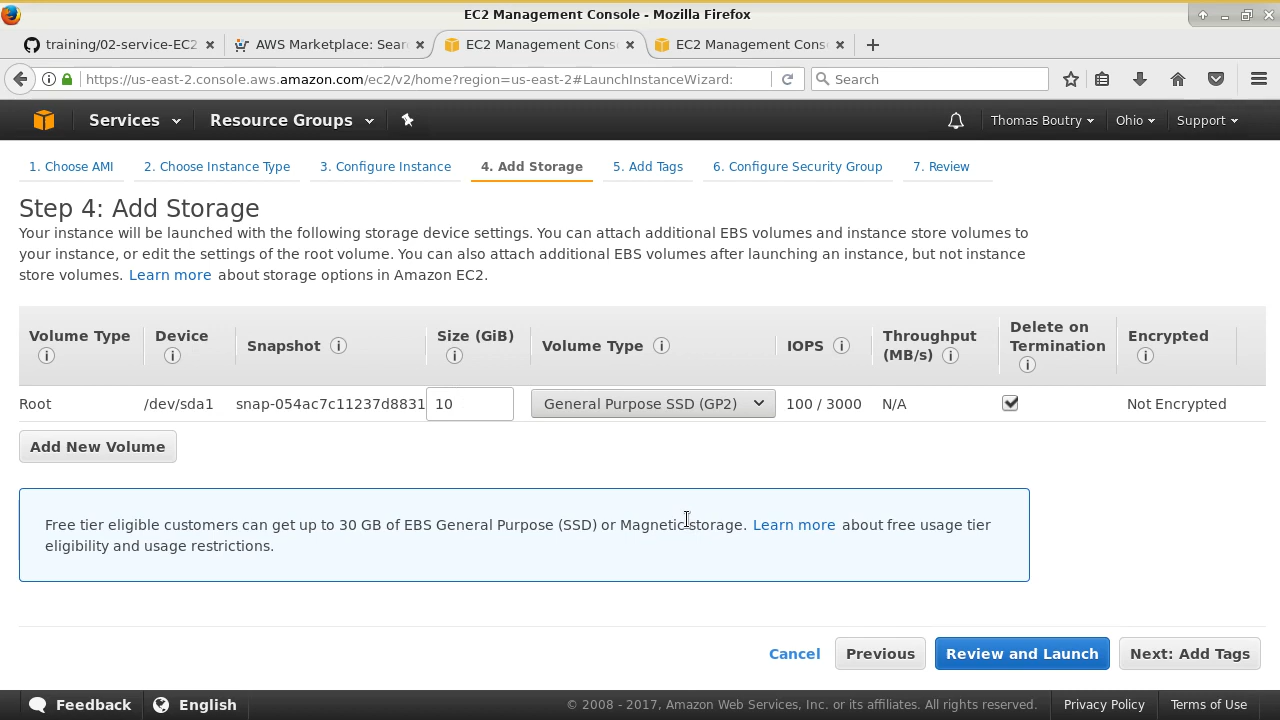 EC2 Management Console - Mozilla Firefox
training/02-service-EC2
AWS Marketplace: Sear
EC2 Management Cons
EC2 Management Cons
https://us-east-2.console.aws.amazon.com/ec2/v2/home?region=us-east-2#LaunchInstanceWizard:
Search
Services
Resource Groups
Thomas Boutry
Ohio
Support
1. Choose AMI
2. Choose Instance Type
3. Configure Instance
4. Add Storage
5. Add Tags
6. Configure Security Group
7. Review
Step 4: Add Storage
Your instance will be launched with the following storage device settings. You can attach additional EBS volumes and instance store volumes to
your instance, or edit the settings of the root volume. You can also attach additional EBS volumes after launching an instance, but not instance
store volumes. Learn more about storage options in Amazon EC2.
Volume Type
Device
Snapshot
Size (GiB)
Volume Type
IOPS
Throughput
(MB/s)
Delete on
Termination
Encrypted
Root
/dev/sda1
snap-054ac7c11237d8831
10
General Purpose SSD (GP2)
100 / 3000
N/A
Not Encrypted
Add New Volume
Free tier eligible customers can get up to 30 GB of EBS General Purpose (SSD) or Magnetic storage. Learn more about free usage tier
eligibility and usage restrictions.
Cancel
Previous
Review and Launch
Next: Add Tags
Feedback
English
© 2008 - 2017, Amazon Web Services, Inc. or its affiliates. All rights reserved.
Privacy Policy
Terms of Use